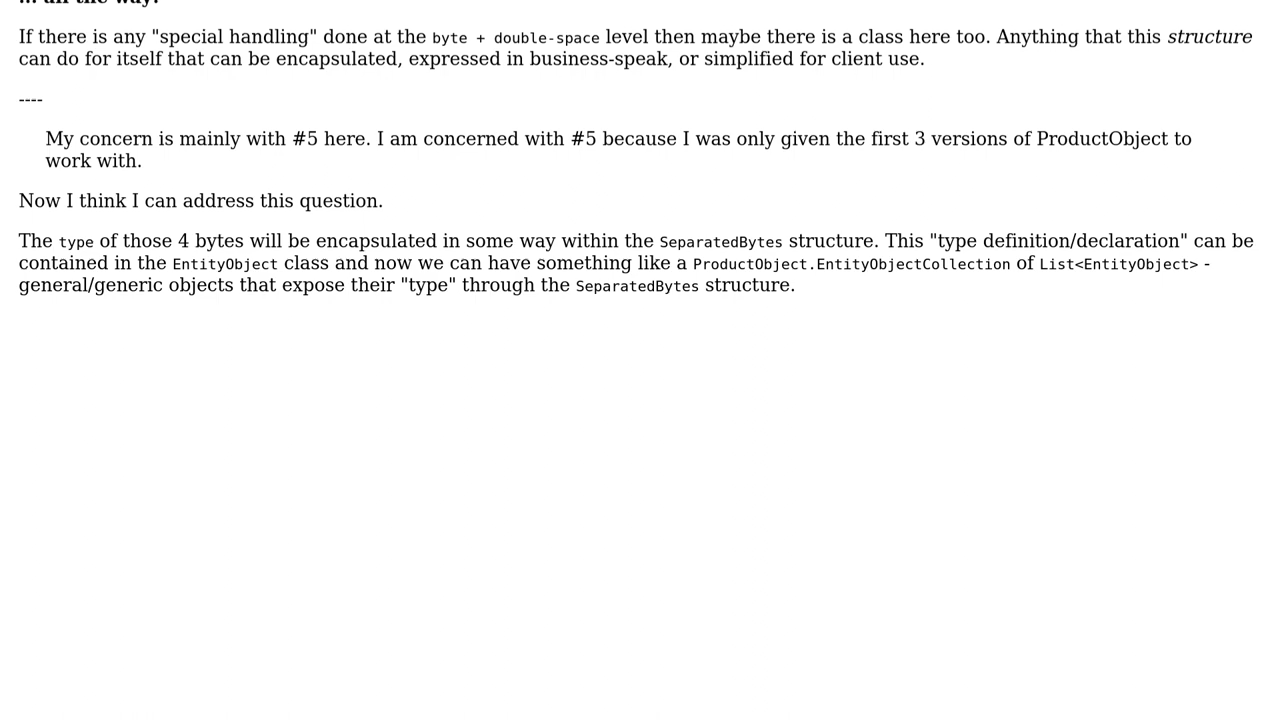 ... all the way.
If there is any "special handling" done at the byte + double-space level then maybe there is a class here too. Anything that this structure
can do for itself that can be encapsulated, expressed in business-speak, or simplified for client use.
----
My concern is mainly with #5 here. I am concerned with #5 because I was only given the first 3 versions of ProductObject to
work with.
Now I think I can address this question.
The type of those 4 bytes will be encapsulated in some way within the SeparatedBytes structure. This "type definition/declaration" can be
contained in the EntityObject class and now we can have something like a ProductObject.EntityObjectCollection of List<EntityObject> -
general/generic objects that expose their "type" through the SeparatedBytes structure.